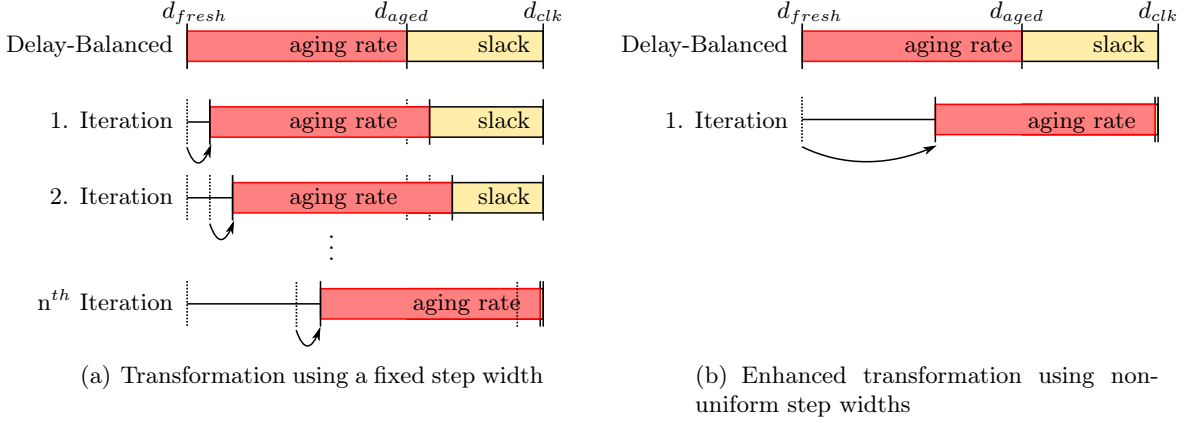 d_fresh d_aged d_clk
Delay-Balanced aging rate slack
1. Iteration aging rate slack
2. Iteration aging rate slack
⋮
n^th Iteration aging rate
(a) Transformation using a fixed step width
d_fresh d_aged d_clk
Delay-Balanced aging rate slack
1. Iteration aging rate
(b) Enhanced transformation using non-
uniform step widths